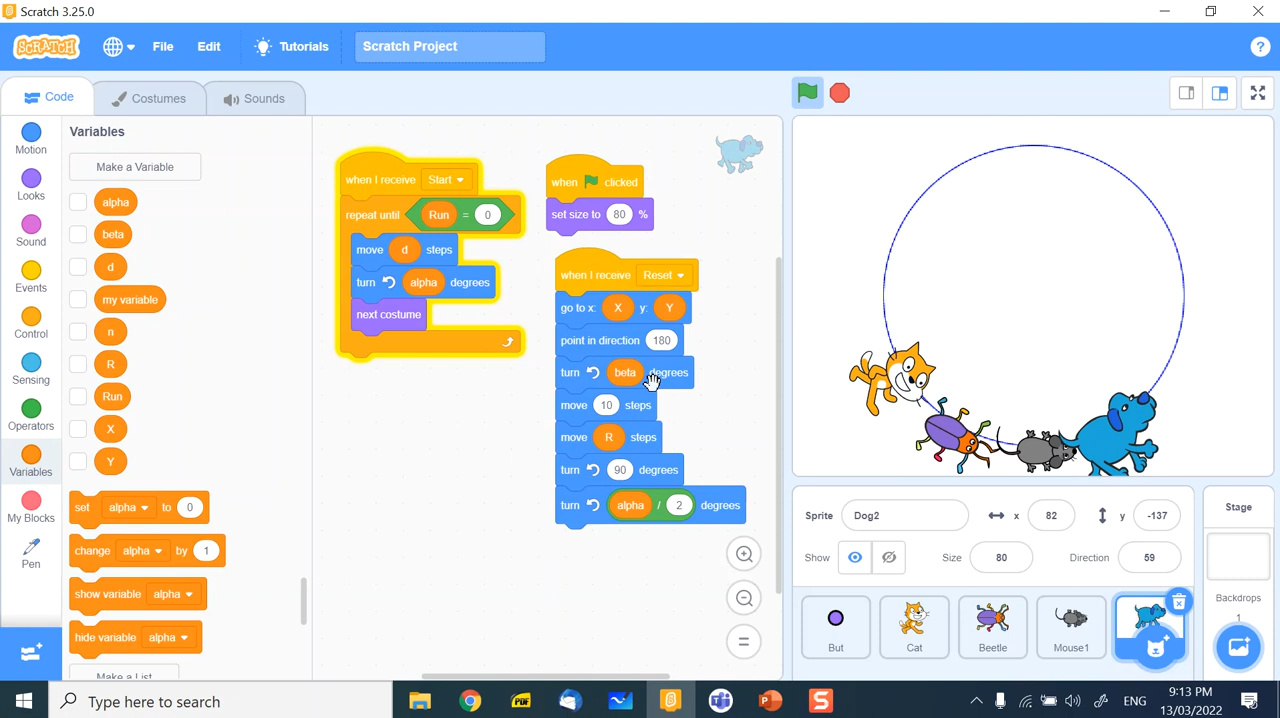 Scratch 3.25.0
SCRATCH
File
Edit
Tutorials
Scratch Project
?
Code
Costumes
Sounds
Motion
Looks
Sound
Events
Control
Sensing
Operators
Variables
My Blocks
Pen
Variables
Make a Variable
alpha
beta
d
my variable
n
R
Run
X
Y
set alpha to 0
change alpha by 1
show variable alpha
hide variable alpha
Make a List
when I receive Start
repeat until Run = 0
move d steps
turn alpha degrees
next costume
when clicked
set size to 80 %
when I receive Reset
go to x: X y: Y
point in direction 180
turn beta degrees
move 10 steps
move R steps
turn 90 degrees
turn alpha / 2 degrees
Sprite Dog2 x 82 y -137
Show Size 80 Direction 59
But
Cat
Beetle
Mouse1
Stage
Backdrops
1
Type here to search
PDF
S
ENG
9:13 PM
13/03/2022